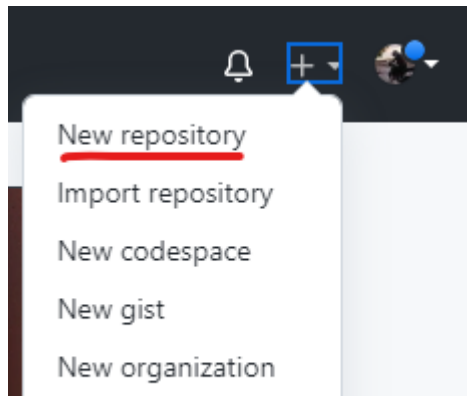 New repository
Import repository
New codespace
New gist
New organization